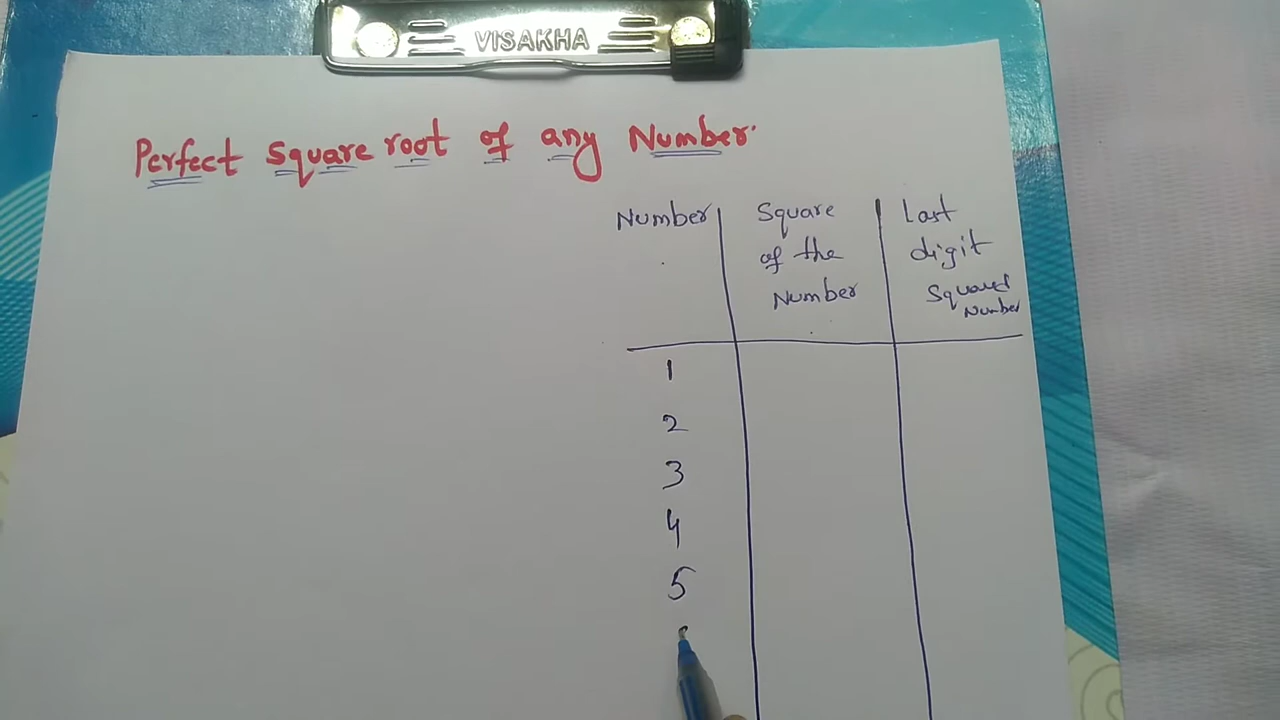 VISAKHA
Perfect Square root of any Number
Number
Square
of the
Number
Last
digit
Squared
Number
1
2
3
4
5